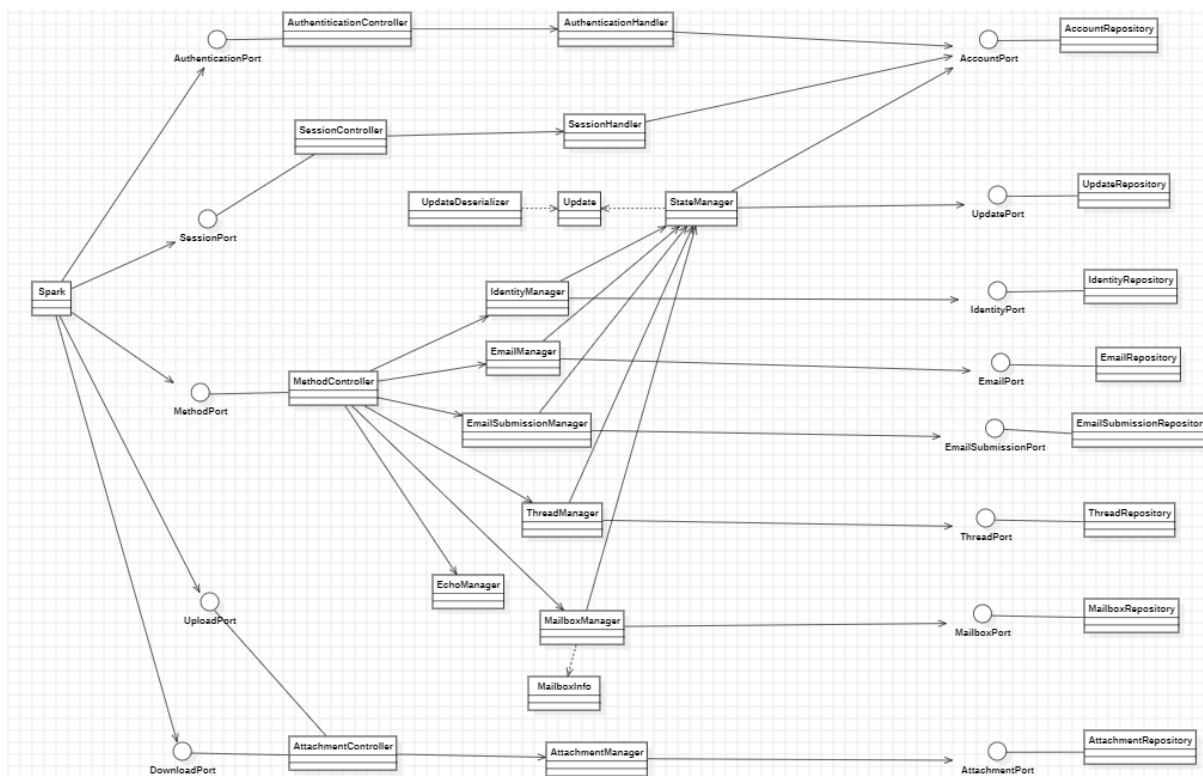 AuthentiticationController
AuthenticationHandler
AccountRepository
AuthenticationPort
AccountPort
SessionController
SessionHandler
UpdateDeserializer
Update
StateManager
UpdateRepository
SessionPort
UpdatePort
Spark
IdentityManager
IdentityRepository
IdentityPort
EmailManager
EmailRepository
MethodController
EmailPort
MethodPort
EmailSubmissionManager
EmailSubmissionRepositor
EmailSubmissionPort
ThreadManager
ThreadRepository
ThreadPort
EchoManager
UploadPort
MailboxManager
MailboxRepository
MailboxPort
MailboxInfo
AttachmentController
AttachmentManager
AttachmentRepository
DownloadPort
AttachmentPort